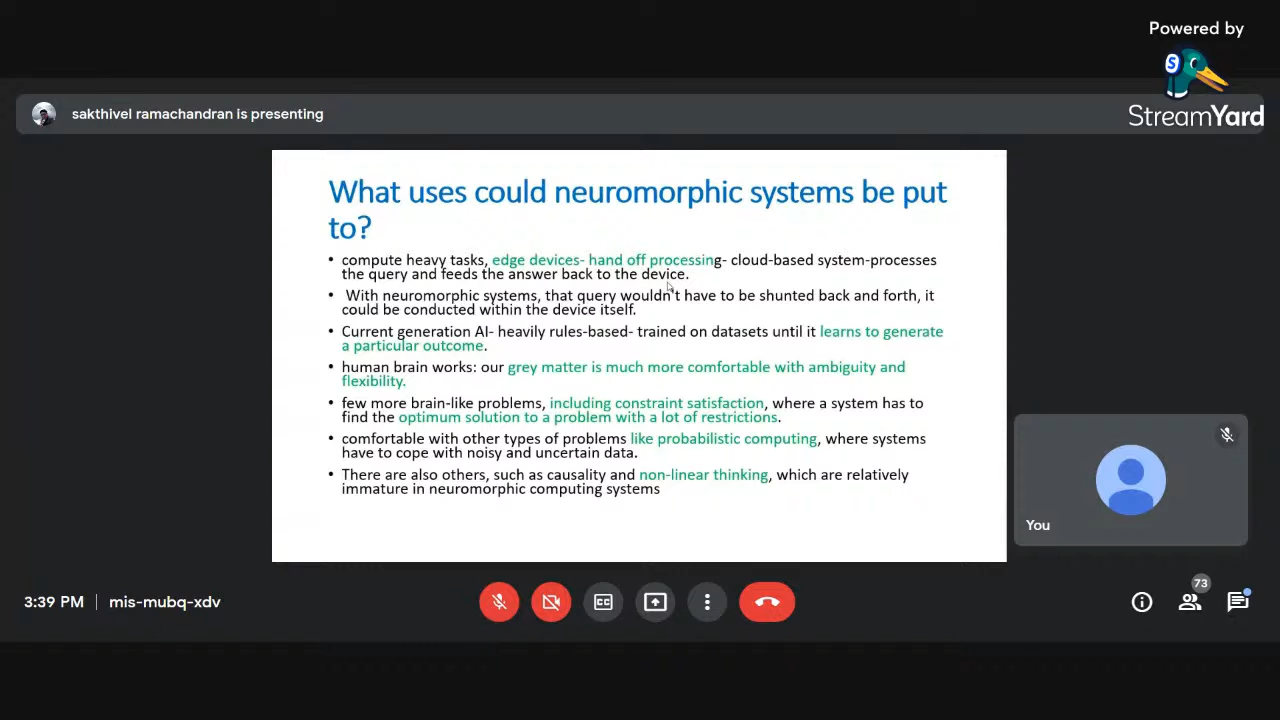 Powered by
S
StreamYard
sakthivel ramachandran is presenting
What uses could neuromorphic systems be put
to?
• compute heavy tasks, edge devices- hand off processing- cloud-based system-processes
the query and feeds the answer back to the device.
• With neuromorphic systems, that query wouldn't have to be shunted back and forth, it
could be conducted within the device itself.
• Current generation AI- heavily rules-based- trained on datasets until it learns to generate
a particular outcome.
• human brain works: our grey matter is much more comfortable with ambiguity and
flexibility.
• few more brain-like problems, including constraint satisfaction, where a system has to
find the optimum solution to a problem with a lot of restrictions.
• comfortable with other types of problems like probabilistic computing, where systems
have to cope with noisy and uncertain data.
• There are also others, such as causality and non-linear thinking, which are relatively
immature in neuromorphic computing systems
You
3:39 PM | mis-mubq-xdv
CC
73